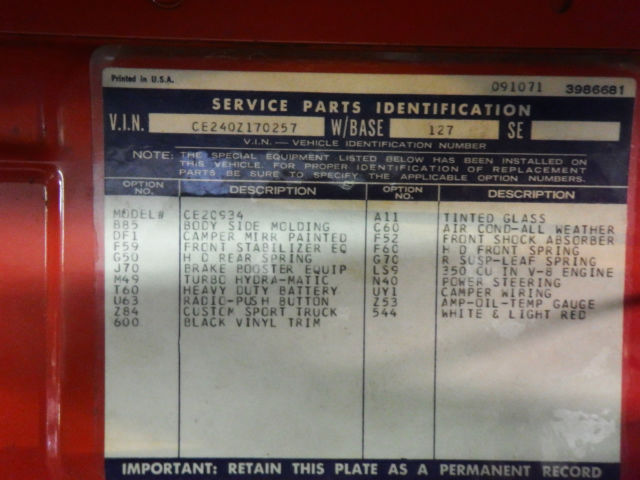 Printed in U.S.A.
091071 3986681
SERVICE PARTS IDENTIFICATION
V.I.N. CE240Z170257 W/BASE 127 SE
V.I.N. — VEHICLE IDENTIFICATION NUMBER
NOTE: THE SPECIAL EQUIPMENT LISTED BELOW HAS BEEN INSTALLED ON
THIS VEHICLE. FOR PROPER IDENTIFICATION OF REPLACEMENT
PARTS BE SURE TO SPECIFY THE APPLICABLE OPTION NUMBERS.
OPTION NO. DESCRIPTION OPTION NO. DESCRIPTION
MODEL# CE20934 A11 TINTED GLASS
B85 BODY SIDE MOLDING C60 AIR COND-ALL WEATHER
DF1 CAMPER MIRR PAINTED F52 FRONT SHOCK ABSORBER
F59 FRONT STABILIZER EQ F60 H D FRONT SPRING
G50 H D REAR SPRING G70 R SUSP-LEAF SPRING
J70 BRAKE BOOSTER EQUIP LS9 350 CU IN V-8 ENGINE
M49 TURBO HYDRA-MATIC N40 POWER STEERING
T60 HEAVY DUTY BATTERY UY1 CAMPER WIRING
U63 RADIO-PUSH BUTTON Z53 AMP-OIL-TEMP GAUGE
Z84 CUSTOM SPORT TRUCK 544 WHITE & LIGHT RED
600 BLACK VINYL TRIM
IMPORTANT: RETAIN THIS PLATE AS A PERMANENT RECORD